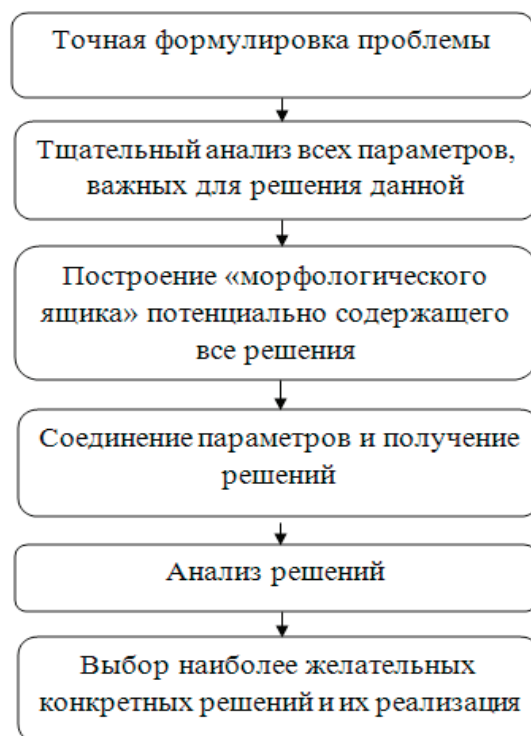 Точная формулировка проблемы
Тщательный анализ всех параметров,
важных для решения данной
Построение «морфологического
ящика» потенциально содержащего
все решения
Соединение параметров и получение
решений
Анализ решений
Выбор наиболее желательных
конкретных решений и их реализация